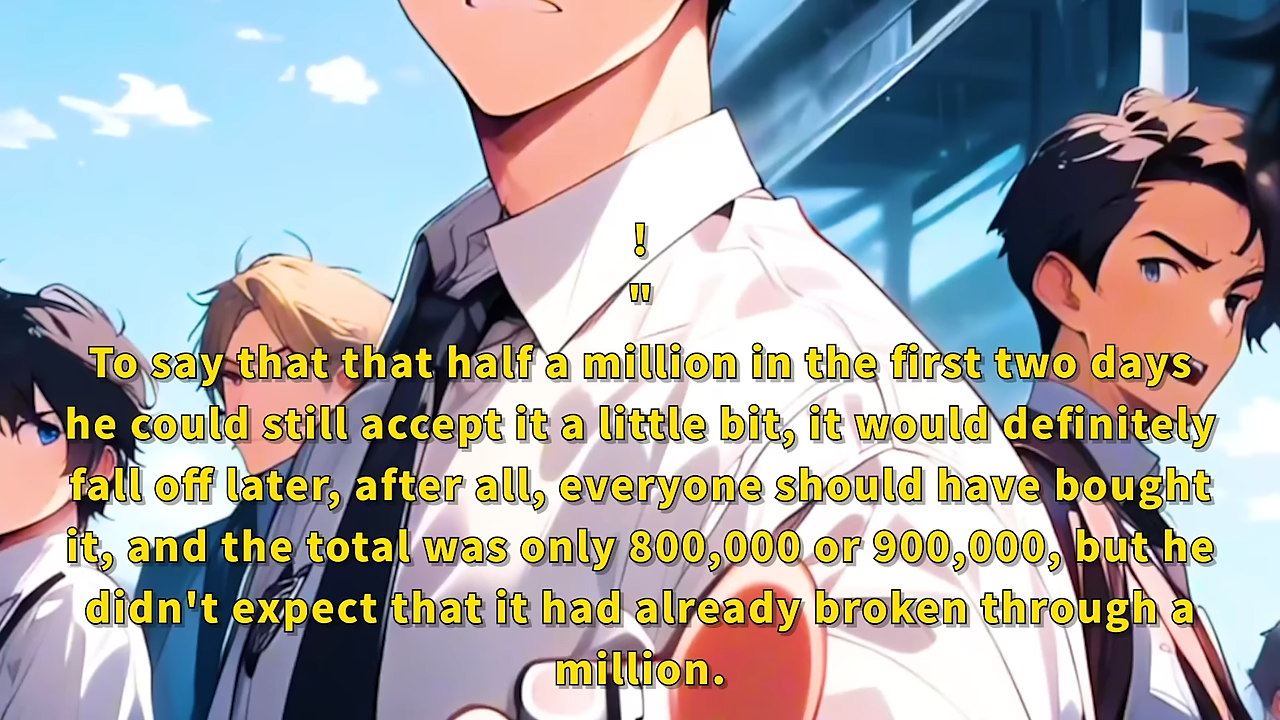 !
"
To say that that half a million in the first two days
he could still accept it a little bit, it would definitely
fall off later, after all, everyone should have bought
it, and the total was only 800,000 or 900,000, but he
didn't expect that it had already broken through a
million.